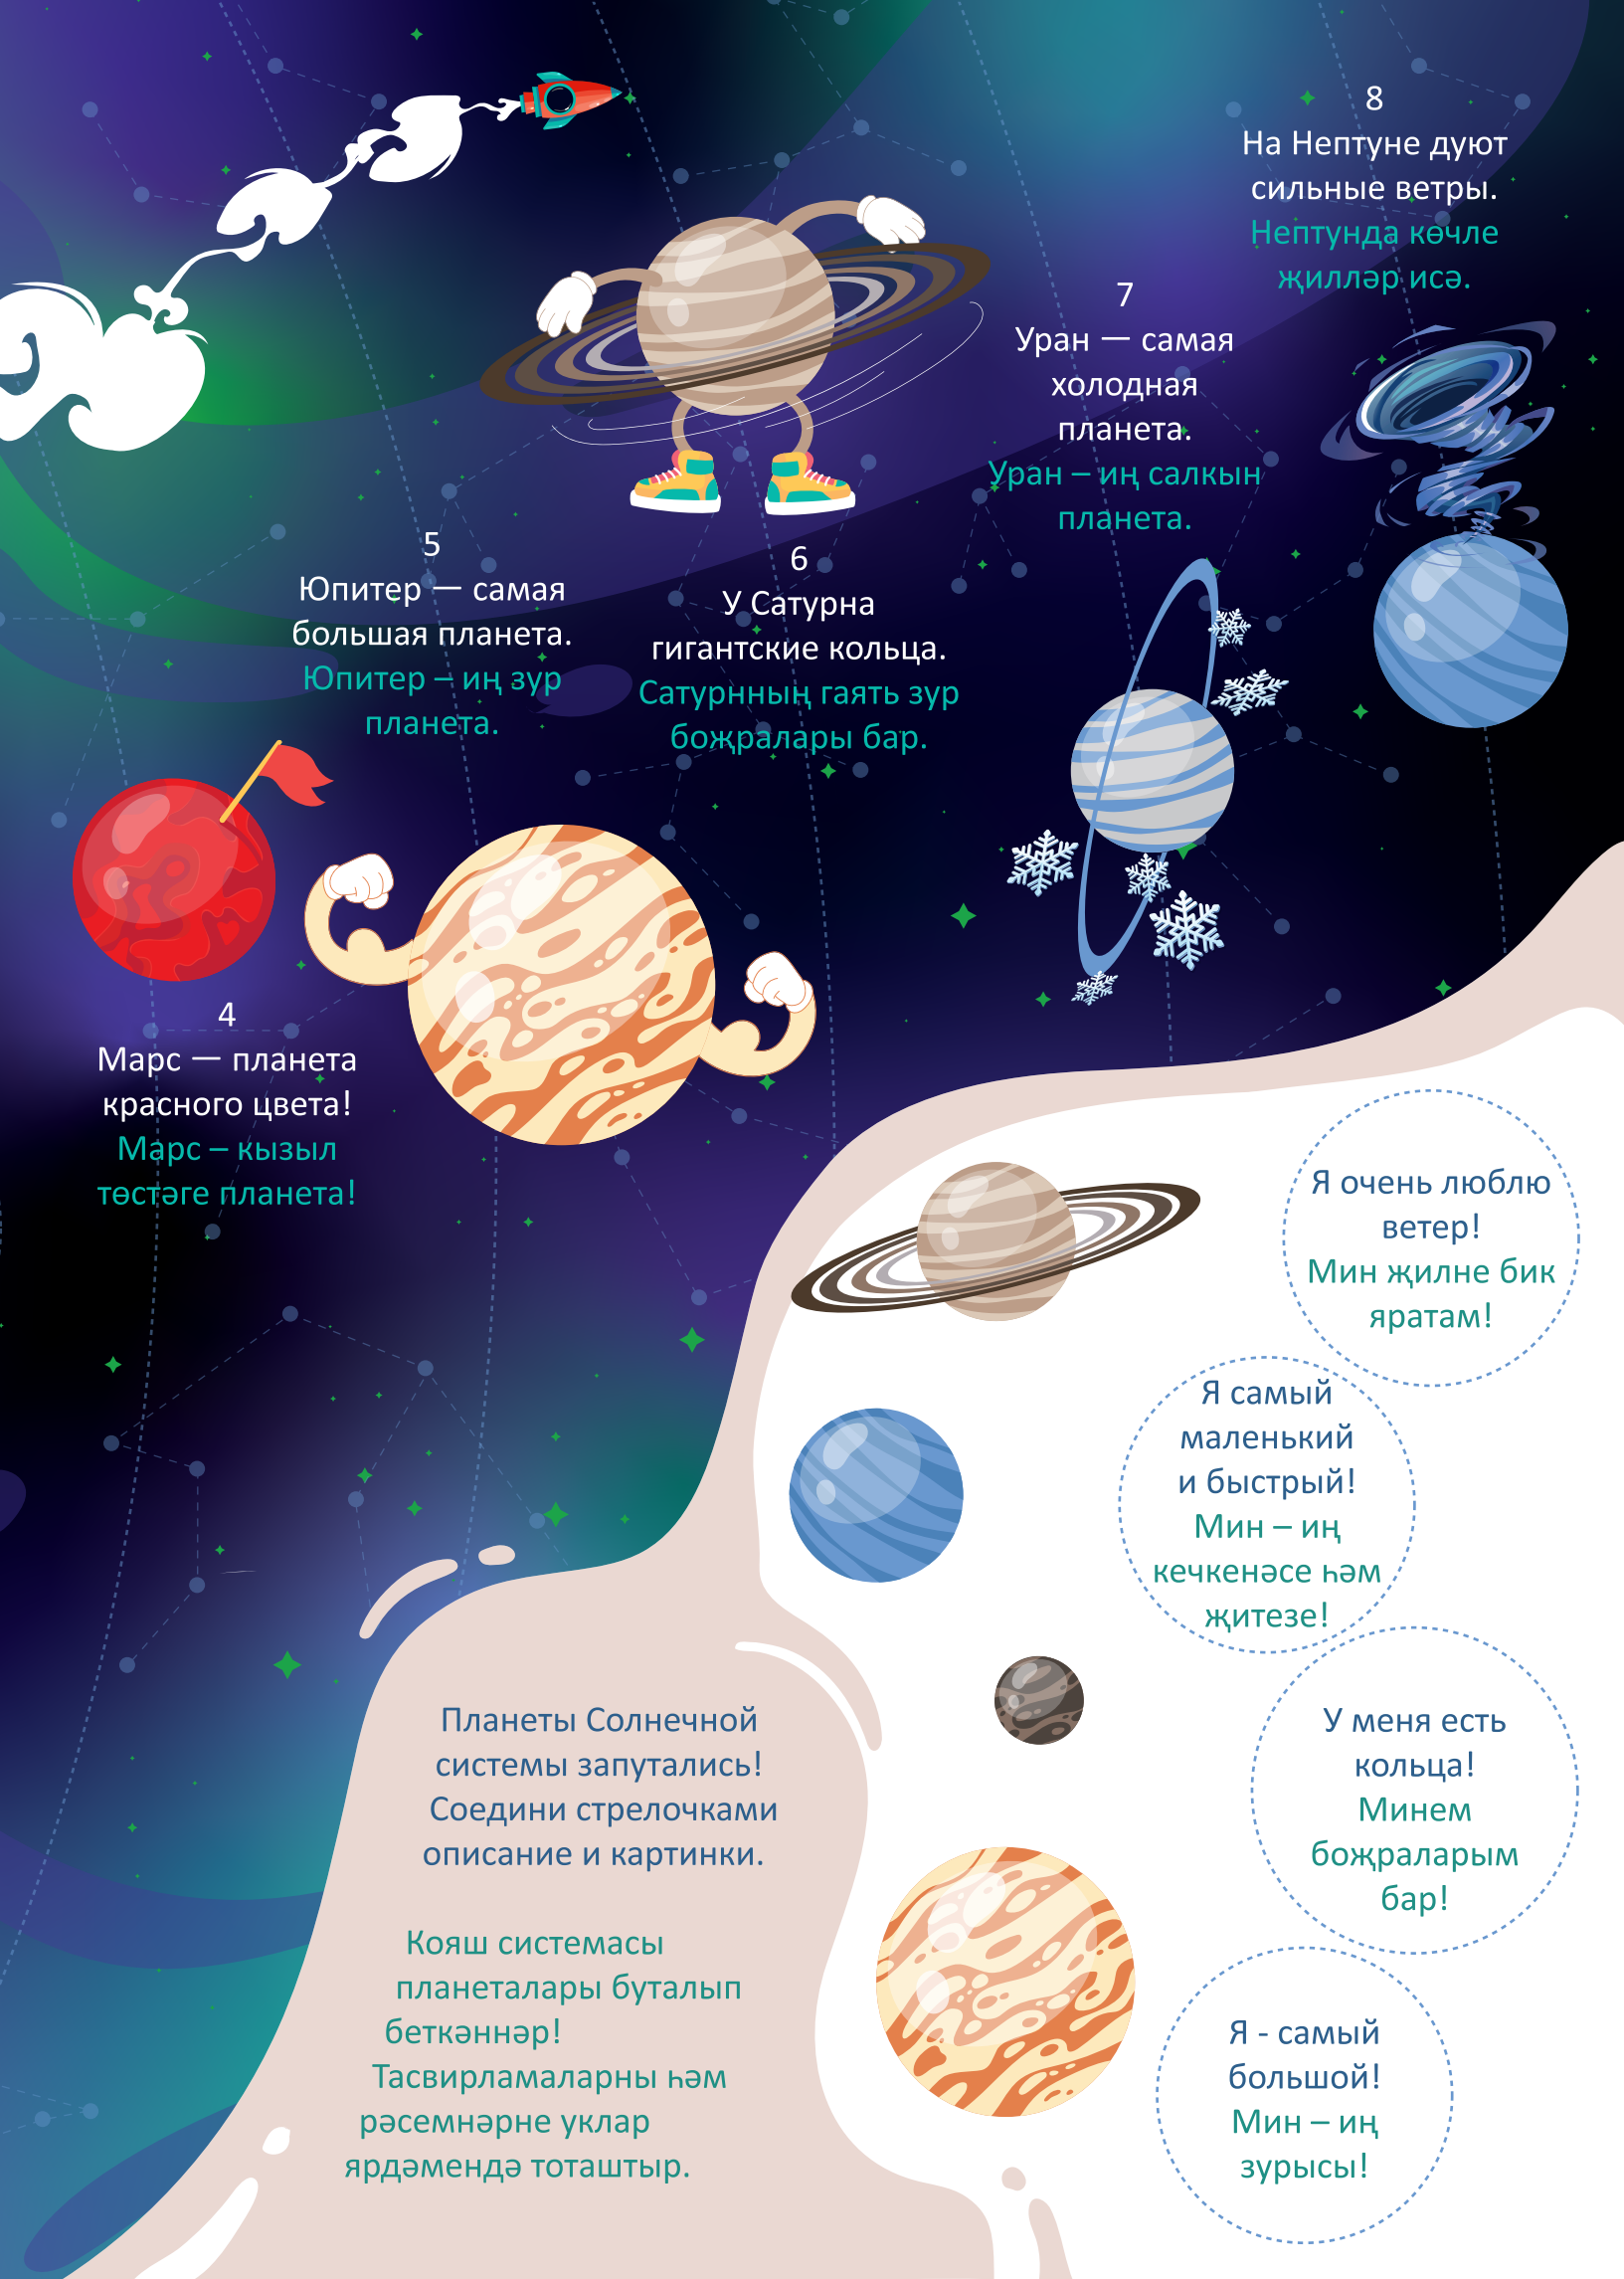 8
На Нептуне дуют
сильные ветры.
Нептунда көчле
җилләр исә.
7
Уран — самая
холодная
планета.
Уран – иң салкын
планета.
5
Юпитер — самая
большая планета.
Юпитер – иң зур
планета.
6
У Сатурна
гигантские кольца.
Сатурнның гаять зур
боҗралары бар.
4
Марс — планета
красного цвета!
Марс – кызыл
төстәге планета!
Я очень люблю
ветер!
Мин җилне бик
яратам!
Я самый
маленький
и быстрый!
Мин – иң
кечкенәсе һәм
җитезе!
У меня есть
кольца!
Минем
боҗраларым
бар!
Я - самый
большой!
Мин – иң
зурысы!
Планеты Солнечной
системы запутались!
Соедини стрелочками
описание и картинки.
Кояш системасы
планеталары буталып
беткәннәр!
Тасвирламаларны һәм
рәсемнәрне уклар
ярдәмендә тоташтыр.